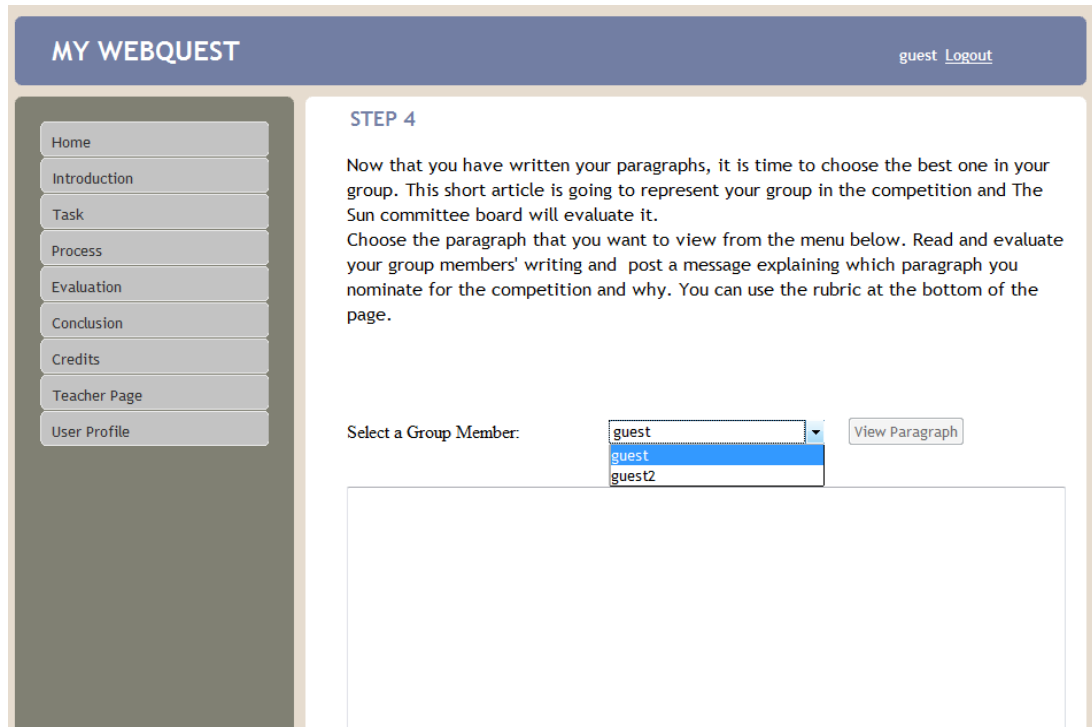 MY WEBQUEST
guest Logout
Home
Introduction
Task
Process
Evaluation
Conclusion
Credits
Teacher Page
User Profile
STEP 4
Now that you have written your paragraphs, it is time to choose the best one in your
group. This short article is going to represent your group in the competition and The
Sun committee board will evaluate it.
Choose the paragraph that you want to view from the menu below. Read and evaluate
your group members' writing and  post a message explaining which paragraph you
nominate for the competition and why. You can use the rubric at the bottom of the
page.
Select a Group Member:
guest
View Paragraph
guest
guest2